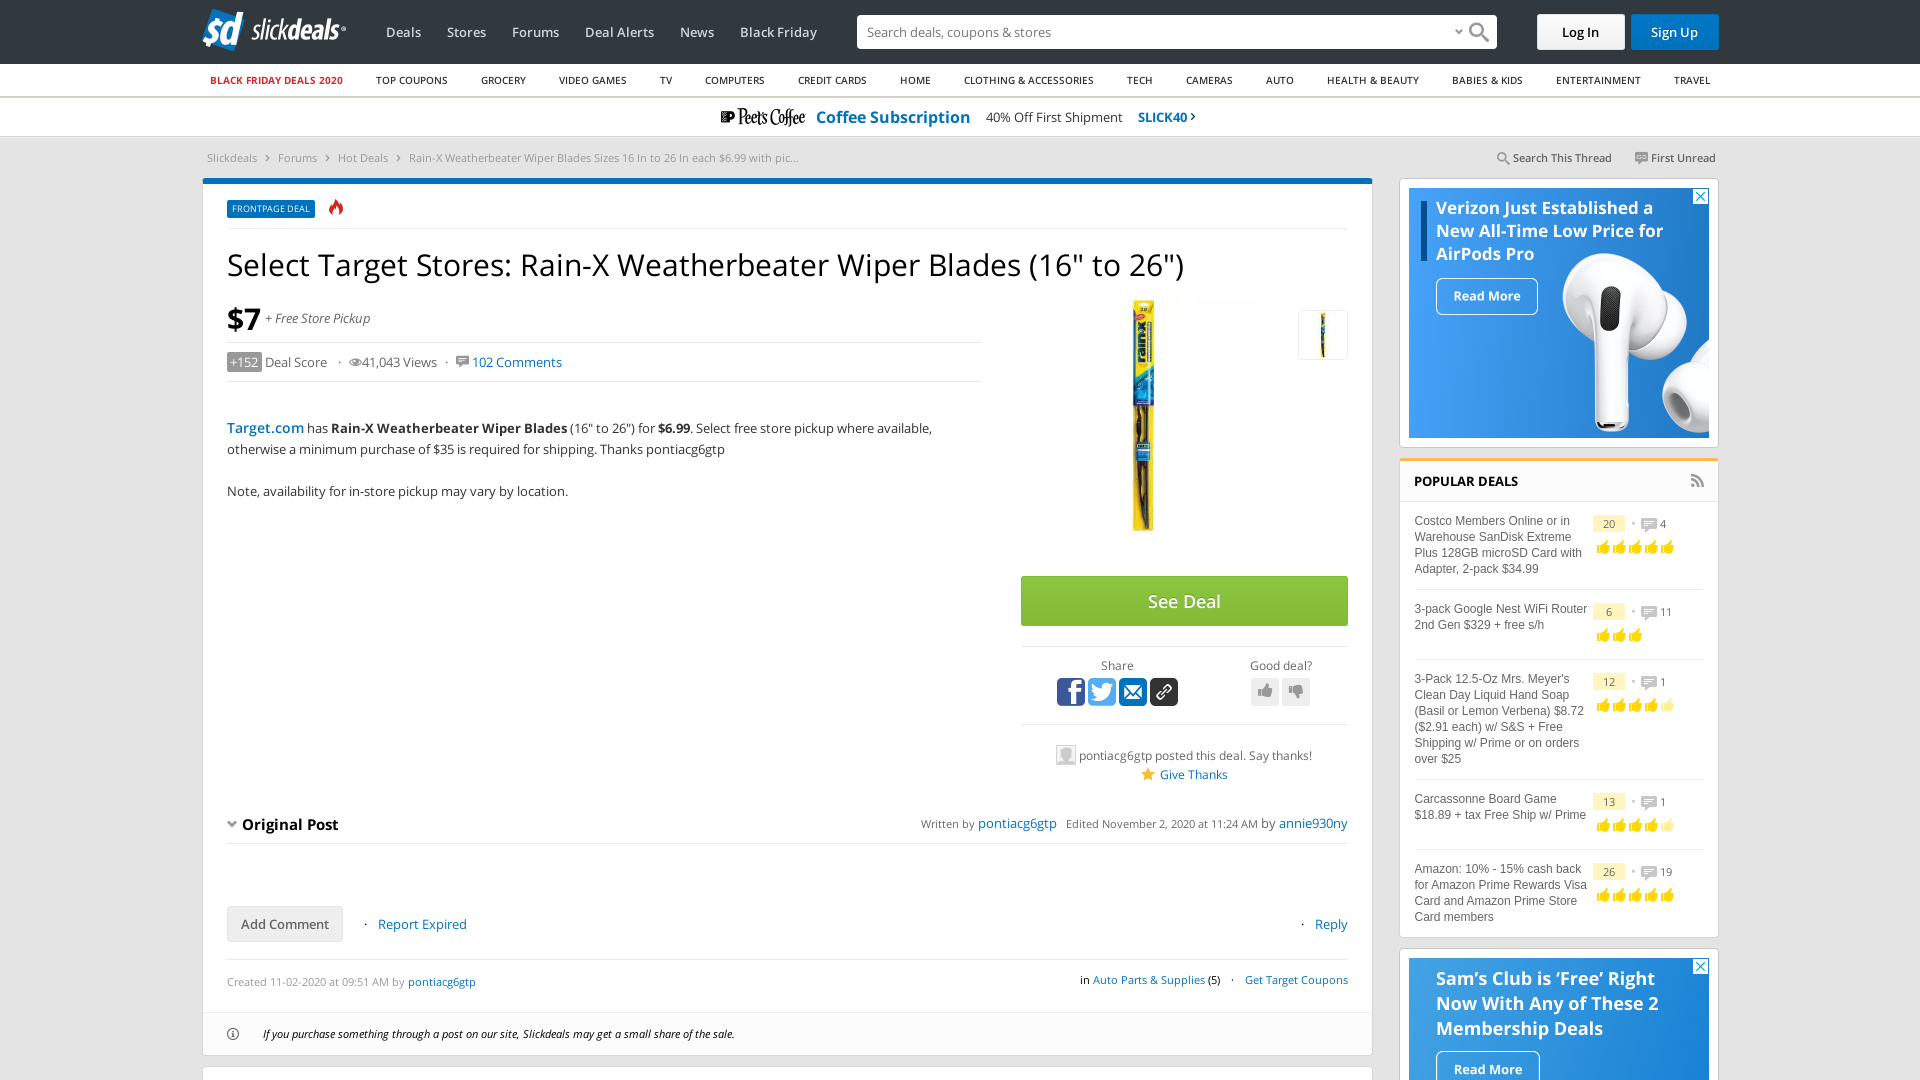 slickdeals
Deals
Stores
Forums
Deal Alerts
News
Black Friday
Search deals, coupons & shopping
Log In
Sign Up
BLACK FRIDAY DEALS 2020
TOP COUPONS
GROCERY
VIDEO GAMES
TV
COMPUTERS
CREDIT CARDS
HOME
CLOTHING & ACCESSORIES
TECH
CAMERAS
AUTO
HEALTH & BEAUTY
BABIES & KIDS
ENTERTAINMENT
TRAVEL
Peet's Coffee Coffee Subscription 40% Off First Shipment SLICK40 ›
Slickdeals › Forums › Hot Deals › Rain-X Weatherbeater Wiper Blades Sizes 16 In to 26 In each $6.99 with pic...
Search This Thread
First Unread
FRONTPAGE DEAL
Select Target Stores: Rain-X Weatherbeater Wiper Blades (16" to 26")
$7 + Free Store Pickup
+152 Deal Score · 41,043 Views · 102 Comments
Target.com has Rain-X Weatherbeater Wiper Blades (16" to 26") for $6.99. Select free store pickup where available,
otherwise a minimum purchase of $35 is required for shipping. Thanks pontiacg6gtp
Note, availability for in-store pickup may vary by location.
RAIN-X
See Deal
Share
Good deal?
pontiacg6gtp posted this deal. Say thanks!
Give Thanks
Original Post
Written by pontiacg6gtp Edited November 2, 2020 at 11:24 AM by annie930ny
Add Comment
· Report Expired
· Reply
Created 11-02-2020 at 09:51 AM by pontiacg6gtp
in Auto Parts & Supplies (5) · Get Target Coupons
If you purchase something through a post on our site, Slickdeals may get a small share of the sale.
Verizon Just Established a
New All-Time Low Price for
AirPods Pro
Read More
POPULAR DEALS
Costco Members Online or in
Warehouse SanDisk Extreme
Plus 128GB microSD Card with
Adapter, 2-pack $34.99
20 • 4
3-pack Google Nest WiFi Router
2nd Gen $329 + free s/h
6 • 11
3-Pack 12.5-Oz Mrs. Meyer's
Clean Day Liquid Hand Soap
(Basil or Lemon Verbena) $8.72
($2.91 each) w/ S&S + Free
Shipping w/ Prime or on orders
over $25
12 • 1
Carcassonne Board Game
$18.89 + tax Free Ship w/ Prime
13 • 1
Amazon: 10% - 15% cash back
for Amazon Prime Rewards Visa
Card and Amazon Prime Store
Card members
26 • 19
Sam's Club is 'Free' Right
Now With Any of These 2
Membership Deals
Read More